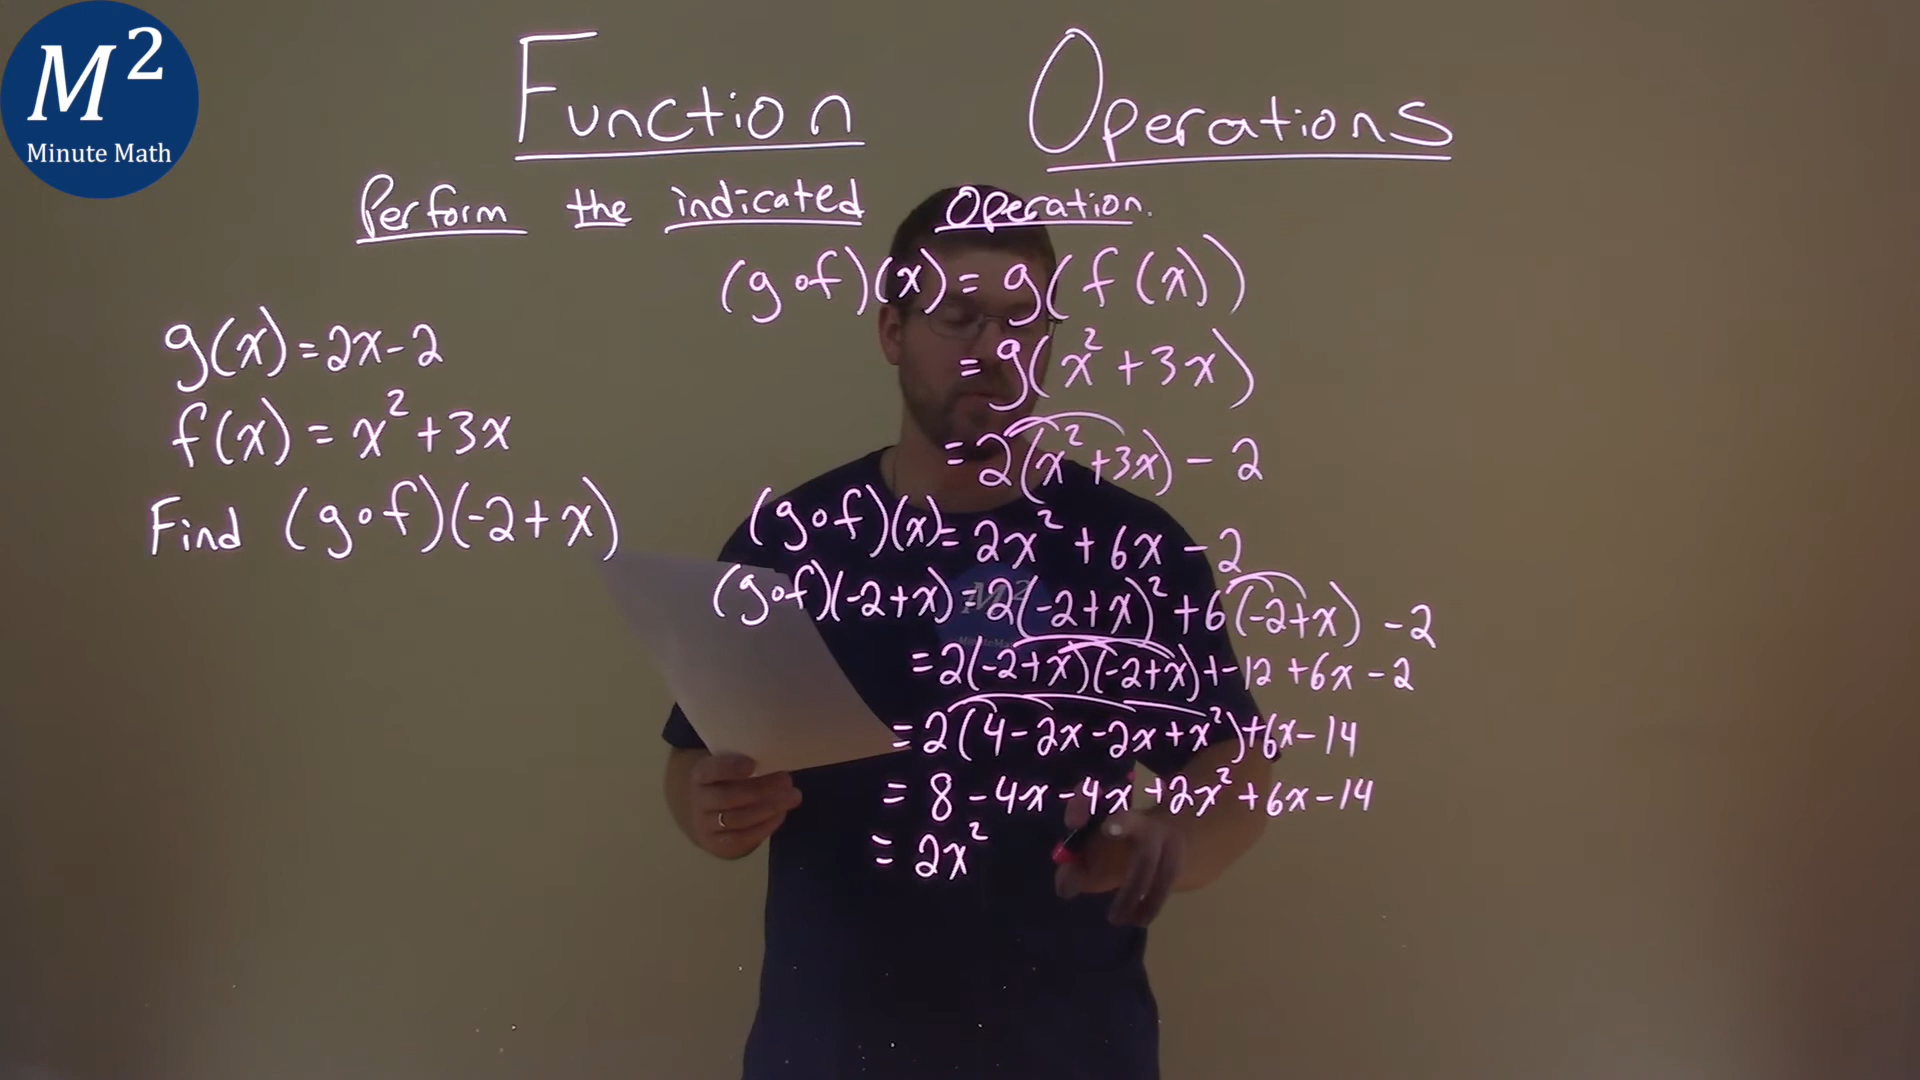 M²
Minute Math
Function Operations
Perform the indicated operation.
g(x)=2x-2
f(x)=x²+3x
Find (g∘f)(-2+x)
(g∘f)(x)=g(f(x))
=g(x²+3x)
=2(x²+3x)-2
(g∘f)(x)=2x²+6x-2
(g∘f)(-2+x)=2(-2+x)²+6(-2+x)-2
=2(-2+x)(-2+x)+-12+6x-2
=2(4-2x-2x+x²)+6x-14
=8-4x-4x+2x²+6x-14
=2x²
M²
MinuteMath